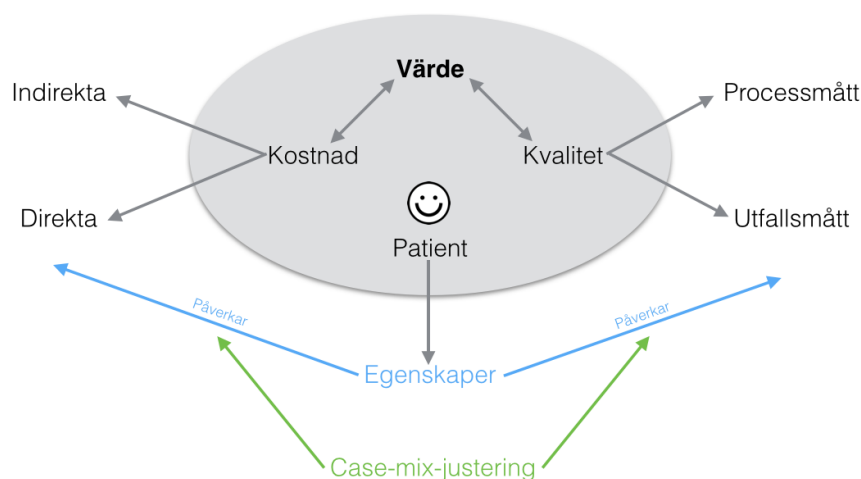 Värde
Indirekta
Processmått
Kostnad
Kvalitet
Direkta
Utfallsmått
Patient
Påverkar
Påverkar
Egenskaper
Case-mix-justering